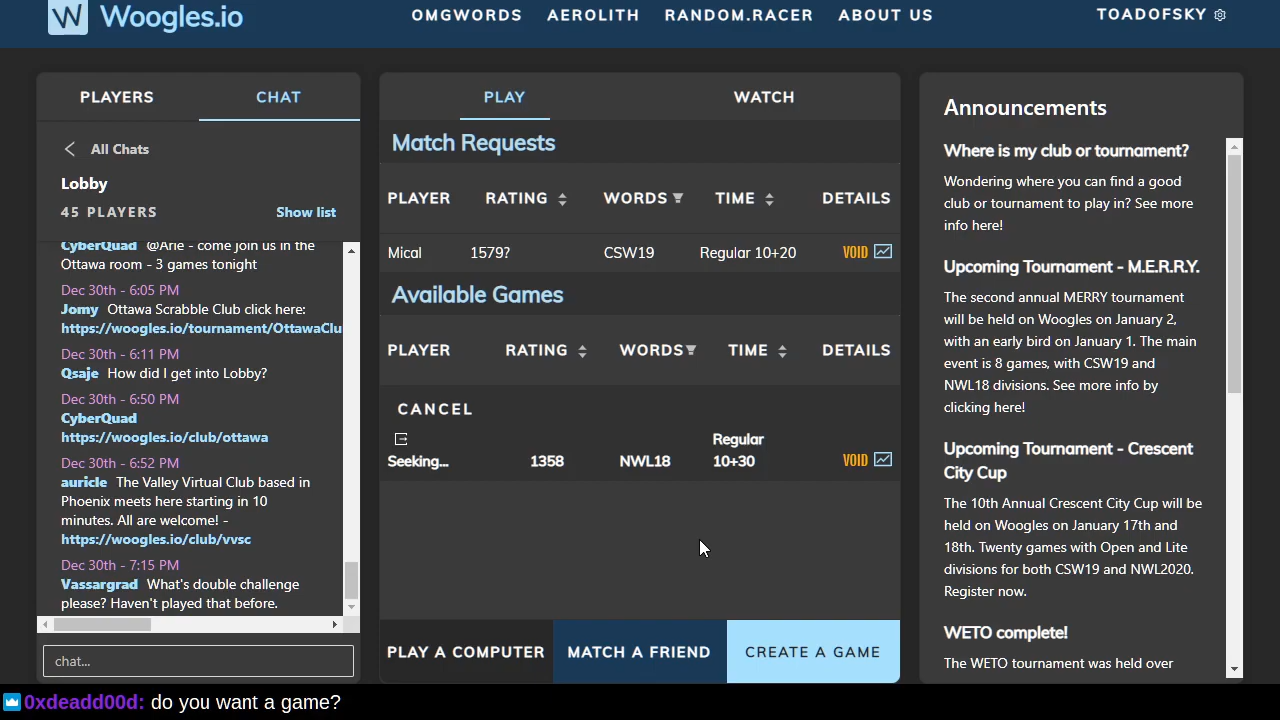 W Woogles.io
OMGWORDS AEROLITH RANDOM.RACER ABOUT US
TOADOFSKY
PLAYERS CHAT
All Chats
Lobby
45 PLAYERS Show list
CyberQuad @Arie - come join us in the
Ottawa room - 3 games tonight
Dec 30th - 6:05 PM
Jomy Ottawa Scrabble Club click here:
https://woogles.io/tournament/OttawaClu
Dec 30th - 6:11 PM
Qsaje How did I get into Lobby?
Dec 30th - 6:50 PM
CyberQuad
https://woogles.io/club/ottawa
Dec 30th - 6:52 PM
auricle The Valley Virtual Club based in
Phoenix meets here starting in 10
minutes. All are welcome! -
https://woogles.io/club/vvsc
Dec 30th - 7:15 PM
Vassargrad What's double challenge
please? Haven't played that before.
chat...
PLAY WATCH
Match Requests
PLAYER RATING WORDS TIME DETAILS
Mical 1579? CSW19 Regular 10+20 VOID
Available Games
PLAYER RATING WORDS TIME DETAILS
CANCEL
Regular
Seeking... 1358 NWL18 10+30 VOID
PLAY A COMPUTER MATCH A FRIEND CREATE A GAME
Announcements
Where is my club or tournament?
Wondering where you can find a good
club or tournament to play in? See more
info here!
Upcoming Tournament - M.E.R.R.Y.
The second annual MERRY tournament
will be held on Woogles on January 2,
with an early bird on January 1. The main
event is 8 games, with CSW19 and
NWL18 divisions. See more info by
clicking here!
Upcoming Tournament - Crescent
City Cup
The 10th Annual Crescent City Cup will be
held on Woogles on January 17th and
18th. Twenty games with Open and Lite
divisions for both CSW19 and NWL2020.
Register now.
WETO complete!
The WETO tournament was held over
0xdeadd00d: do you want a game?